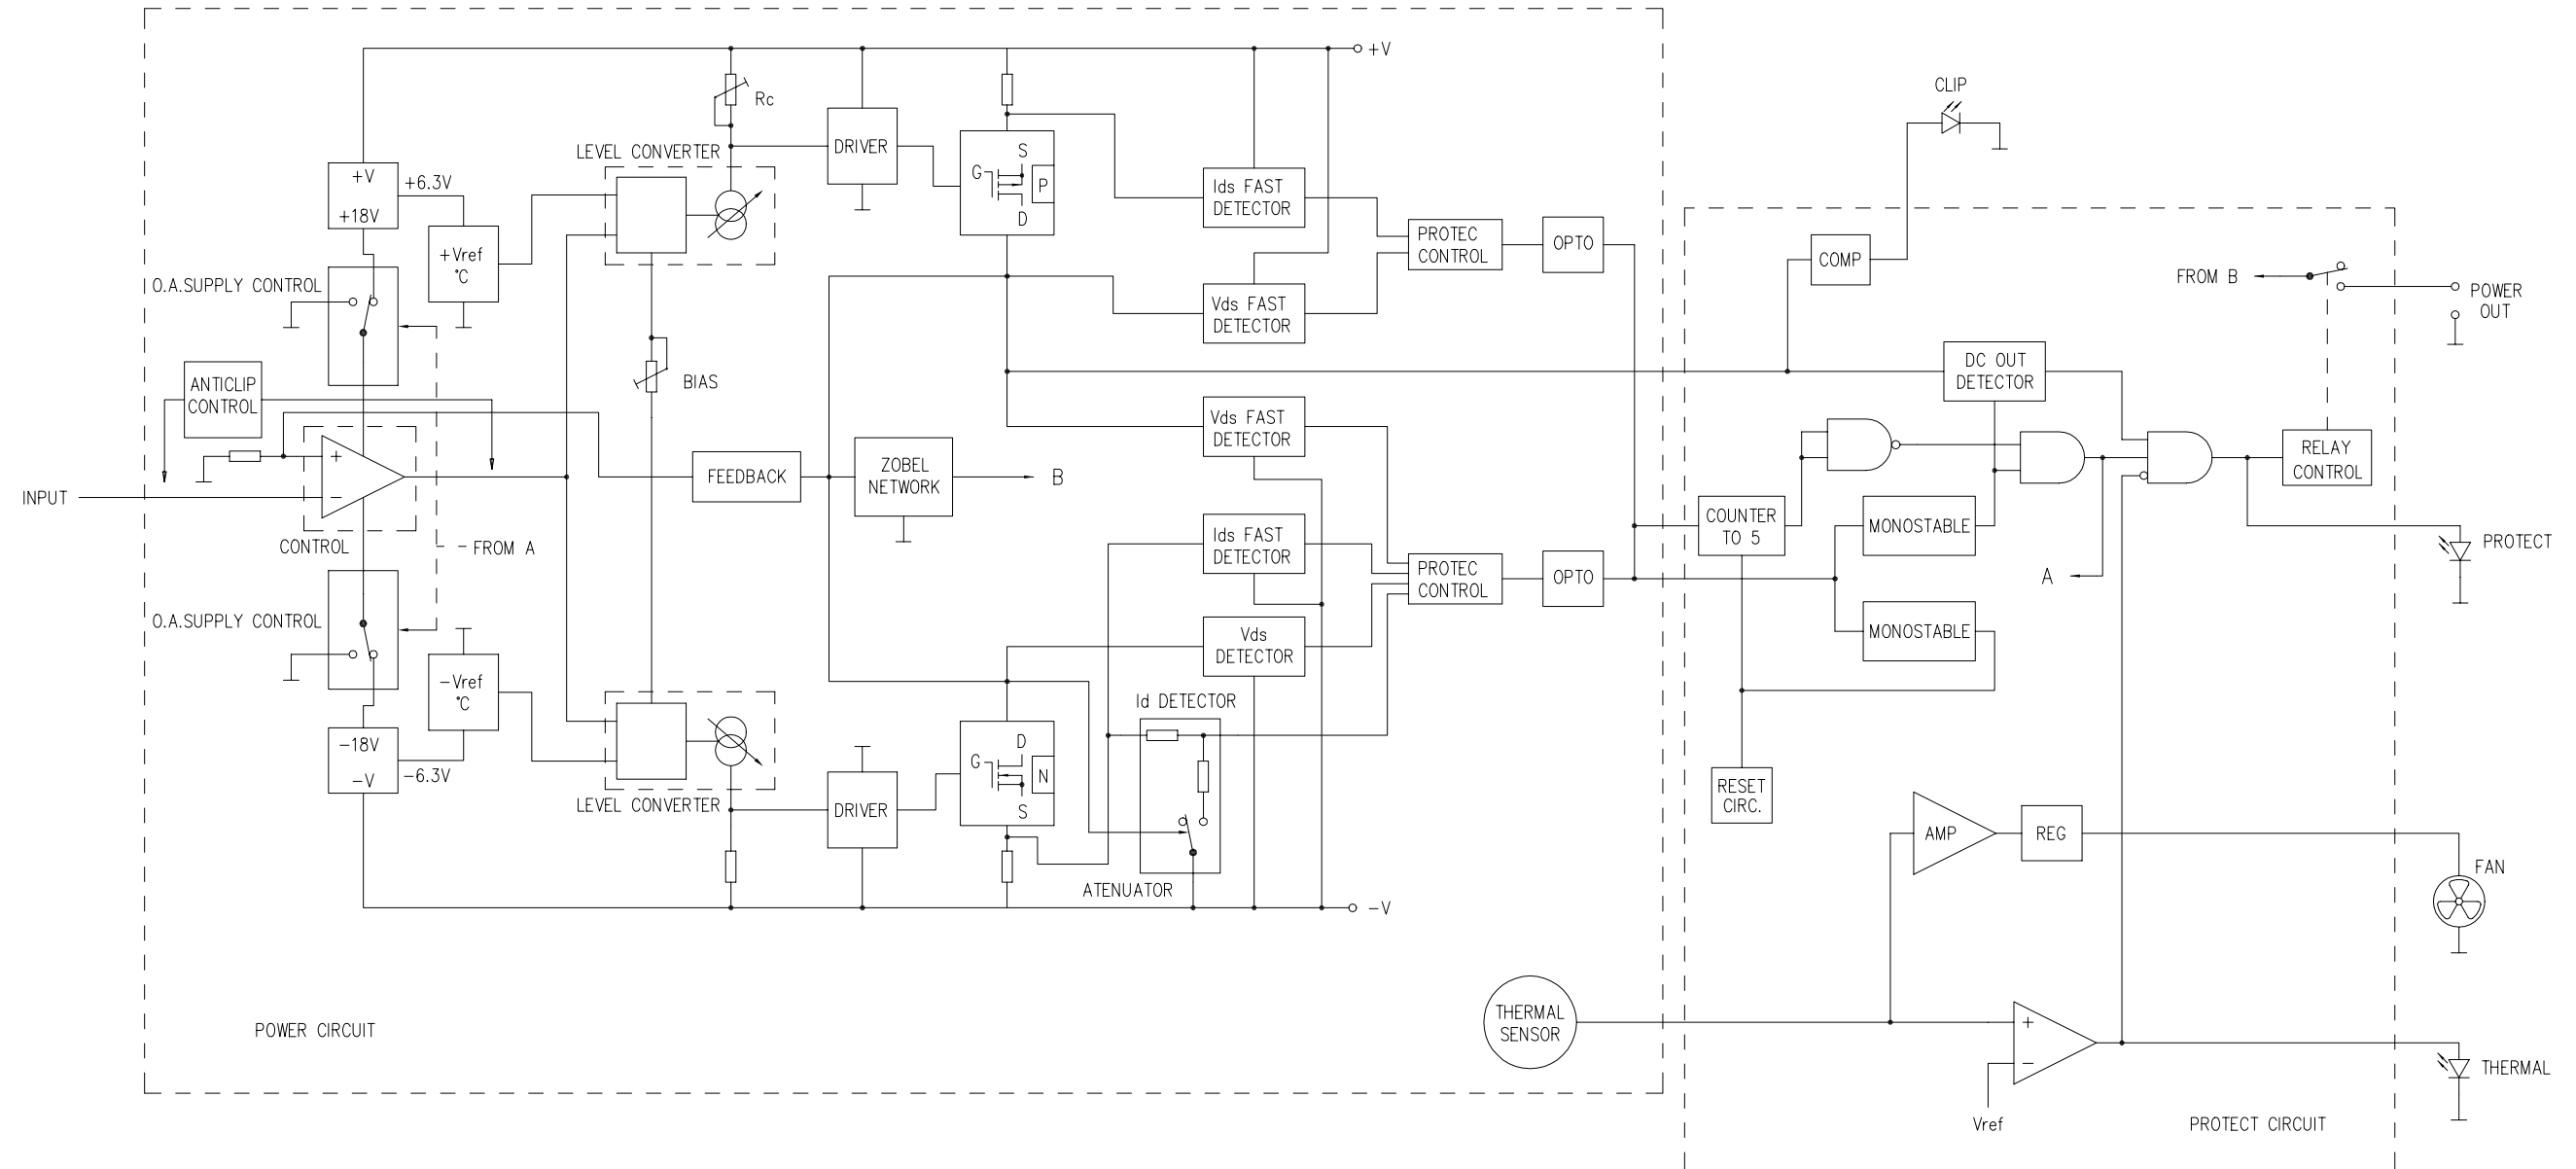 +V
CLIP
Rc
LEVEL CONVERTER
DRIVER
S
G
P
D
+V
+18V
+6.3V
Ids FAST
DETECTOR
+Vref
°C
PROTEC
CONTROL
OPTO
COMP
FROM B
POWER
OUT
O.A.SUPPLY CONTROL
Vds FAST
DETECTOR
ANTICLIP
CONTROL
BIAS
DC OUT
DETECTOR
Vds FAST
DETECTOR
+
−
INPUT
CONTROL
FEEDBACK
ZOBEL
NETWORK
B
RELAY
CONTROL
FROM A
Ids FAST
DETECTOR
COUNTER
TO 5
MONOSTABLE
PROTECT
PROTEC
CONTROL
OPTO
A
O.A.SUPPLY CONTROL
Vds
DETECTOR
MONOSTABLE
-Vref
°C
Id DETECTOR
-18V
-V
-6.3V
D
G
N
S
LEVEL CONVERTER
DRIVER
RESET
CIRC.
AMP
REG
FAN
ATENUATOR
-V
THERMAL
SENSOR
+
−
POWER CIRCUIT
THERMAL
Vref
PROTECT CIRCUIT